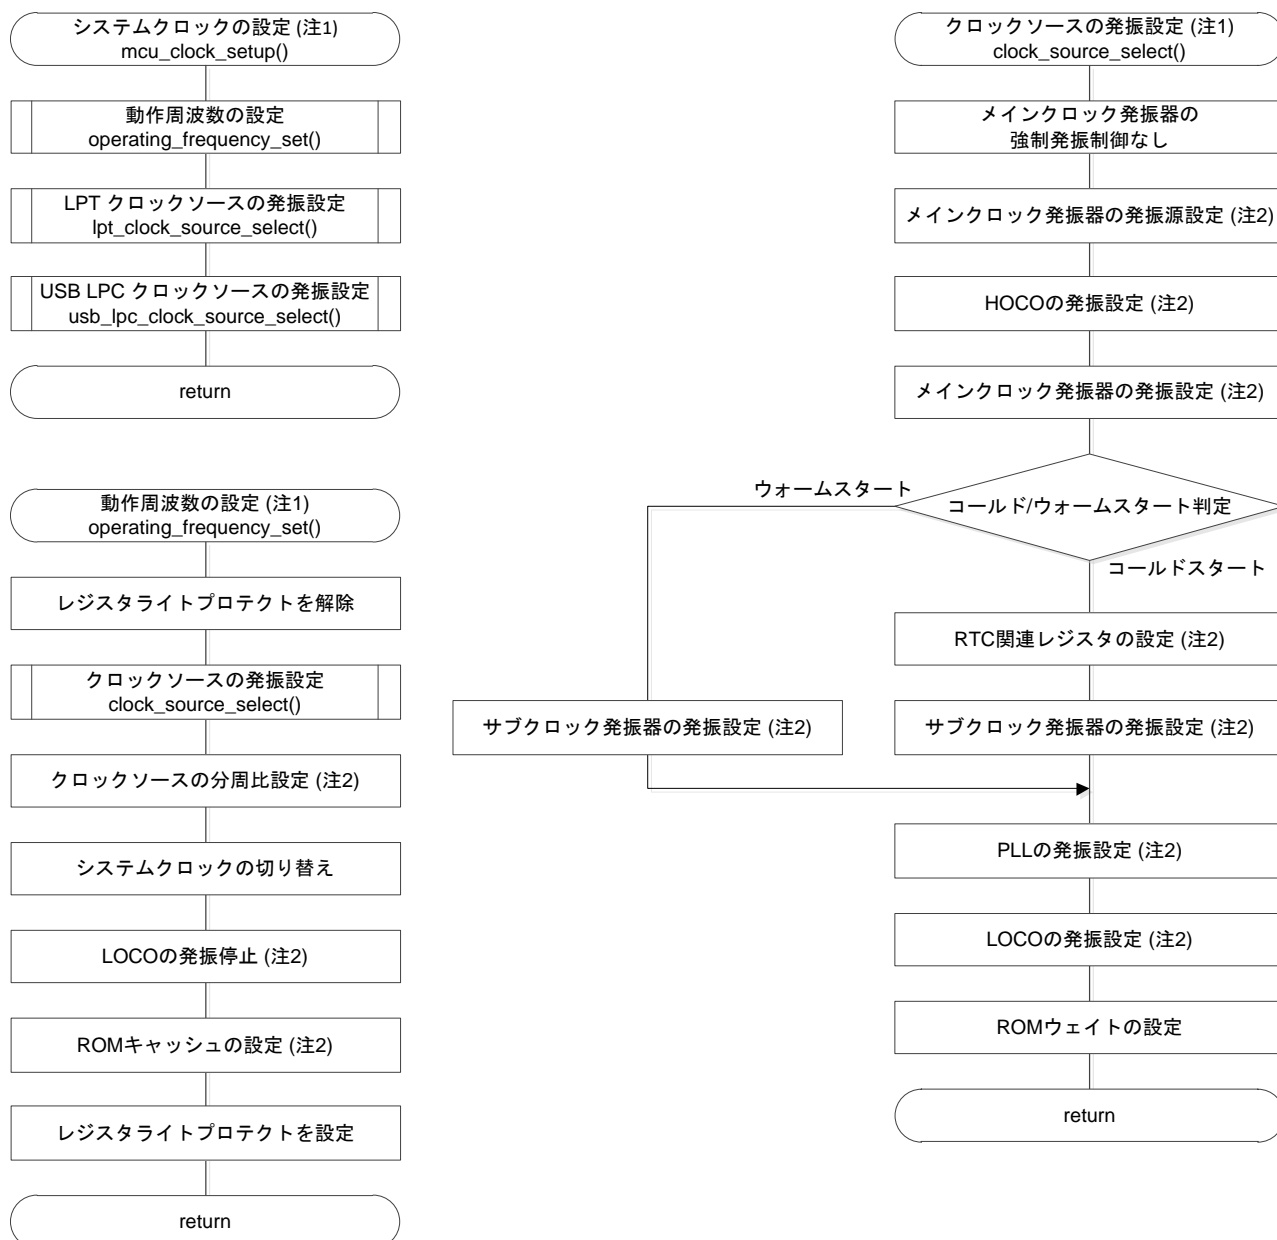 システムクロックの設定 (注1)
mcu_clock_setup()
動作周波数の設定
operating_frequency_set()
LPT クロックソースの発振設定
lpt_clock_source_select()
USB LPC クロックソースの発振設定
usb_lpc_clock_source_select()
return
動作周波数の設定 (注1)
operating_frequency_set()
レジスタライトプロテクトを解除
クロックソースの発振設定
clock_source_select()
クロックソースの分周比設定 (注2)
システムクロックの切り替え
LOCOの発振停止 (注2)
ROMキャッシュの設定 (注2)
レジスタライトプロテクトを設定
return
クロックソースの発振設定 (注1)
clock_source_select()
メインクロック発振器の
強制発振制御なし
メインクロック発振器の発振源設定 (注2)
HOCOの発振設定 (注2)
メインクロック発振器の発振設定 (注2)
ウォームスタート
コールド/ウォームスタート判定
コールドスタート
RTC関連レジスタの設定 (注2)
サブクロック発振器の発振設定 (注2)
サブクロック発振器の発振設定 (注2)
PLLの発振設定 (注2)
LOCOの発振設定 (注2)
ROMウェイトの設定
return